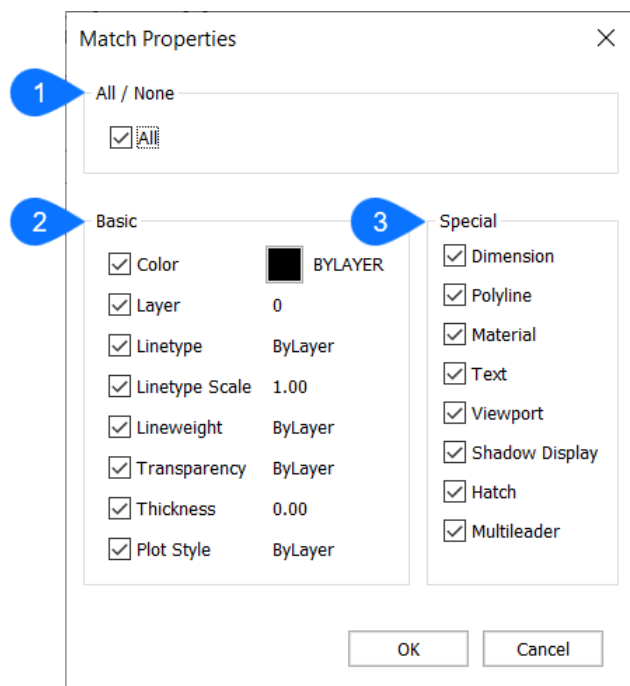 Match Properties
1
All / None
All
2
Basic
Color BYLAYER
Layer 0
Linetype ByLayer
Linetype Scale 1.00
Lineweight ByLayer
Transparency ByLayer
Thickness 0.00
Plot Style ByLayer
3
Special
Dimension
Polyline
Material
Text
Viewport
Shadow Display
Hatch
Multileader
OK
Cancel